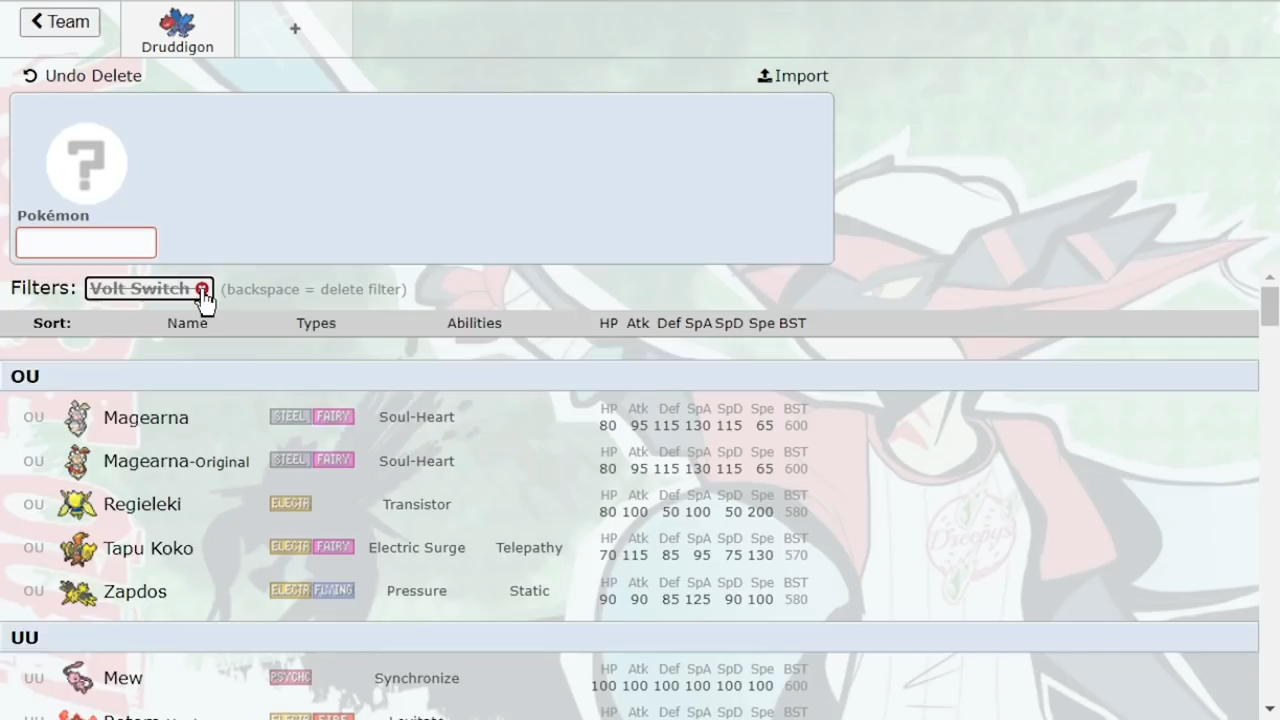 Team
Druddigon
+
Undo Delete
Import
?
Pokémon
Filters: Volt Switch (backspace = delete filter)
Sort: Name Types Abilities HP Atk Def SpA SpD Spe BST
OU
HP Atk Def SpA SpD Spe BST
OU Magearna STEEL FAIRY Soul-Heart 80 95 115 130 115 65 600
HP Atk Def SpA SpD Spe BST
OU Magearna-Original STEEL FAIRY Soul-Heart 80 95 115 130 115 65 600
HP Atk Def SpA SpD Spe BST
OU Regieleki ELECTR Transistor 80 100 50 100 50 200 580
HP Atk Def SpA SpD Spe BST
OU Tapu Koko ELECTR FAIRY Electric Surge Telepathy 70 115 85 95 75 130 570
HP Atk Def SpA SpD Spe BST
OU Zapdos ELECTR FLYING Pressure Static 90 90 85 125 90 100 580
UU
HP Atk Def SpA SpD Spe BST
UU Mew PSYCHC Synchronize 100 100 100 100 100 100 600
HP Atk Def SpA SpD Spe BST
Dreepys